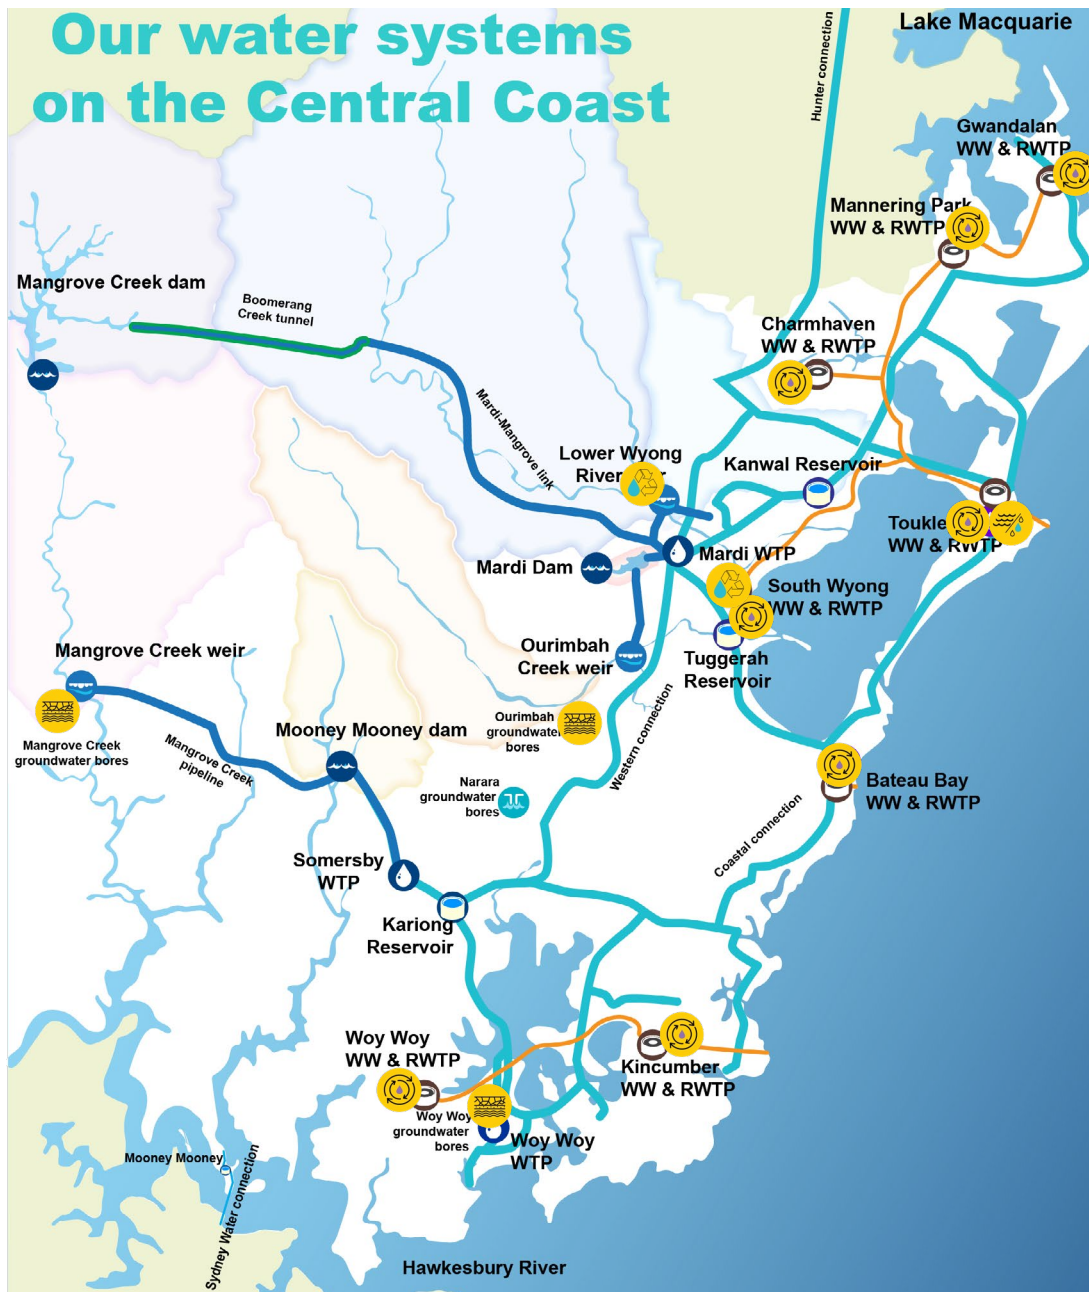 Our water systems
on the Central Coast
Lake Macquarie
Hunter connection
Gwandalan
WW & RWTP
Mannering Park
WW & RWTP
Mangrove Creek dam
Boomerang
Creek tunnel
Charmhaven
WW & RWTP
Mardi-Mangrove link
Lower Wyong
River
Kanwal Reservoir
WW & RWTP
Mardi WTP
Mardi Dam
South Wyong
WW & RWTP
Ourimbah
Creek weir
Tuggerah
Reservoir
Mangrove Creek weir
Mangrove Creek
groundwater bores
Mangrove Creek
pipeline
Mooney Mooney dam
Ourimbah
groundwater
bores
Western connection
Narara
groundwater
bores
Bateau Bay
WW & RWTP
Coastal connection
Somersby
WTP
Kariong
Reservoir
Woy Woy
WW & RWTP
Kincumber
WW & RWTP
Woy Woy
groundwater
bores
Woy Woy
WTP
Mooney Mooney
Sydney Water connection
Hawkesbury River